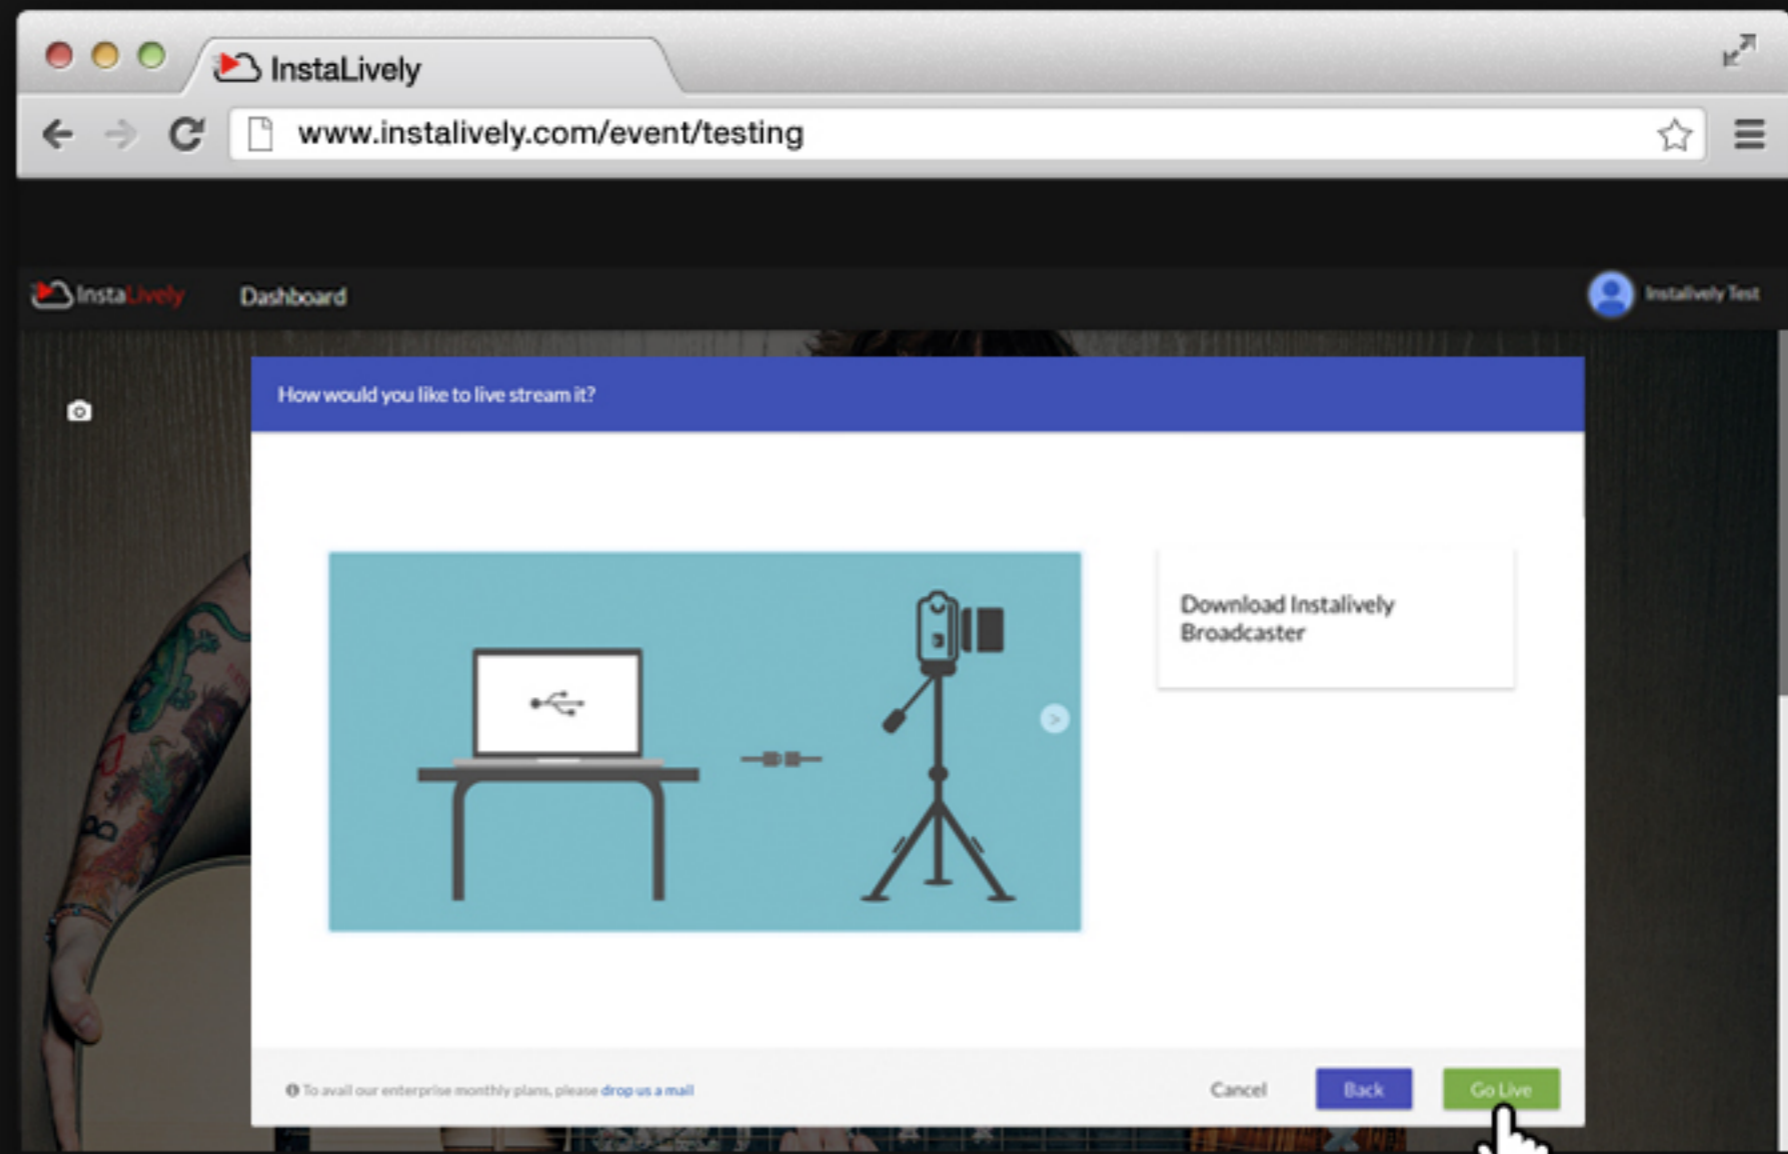 InstaLively
www.instalively.com/event/testing
InstaLively
Dashboard
Instalively Test
How would you like to live stream it?
Download Instalively
Broadcaster
To avail our enterprise monthly plans, please drop us a mail
Cancel
Back
Go Live